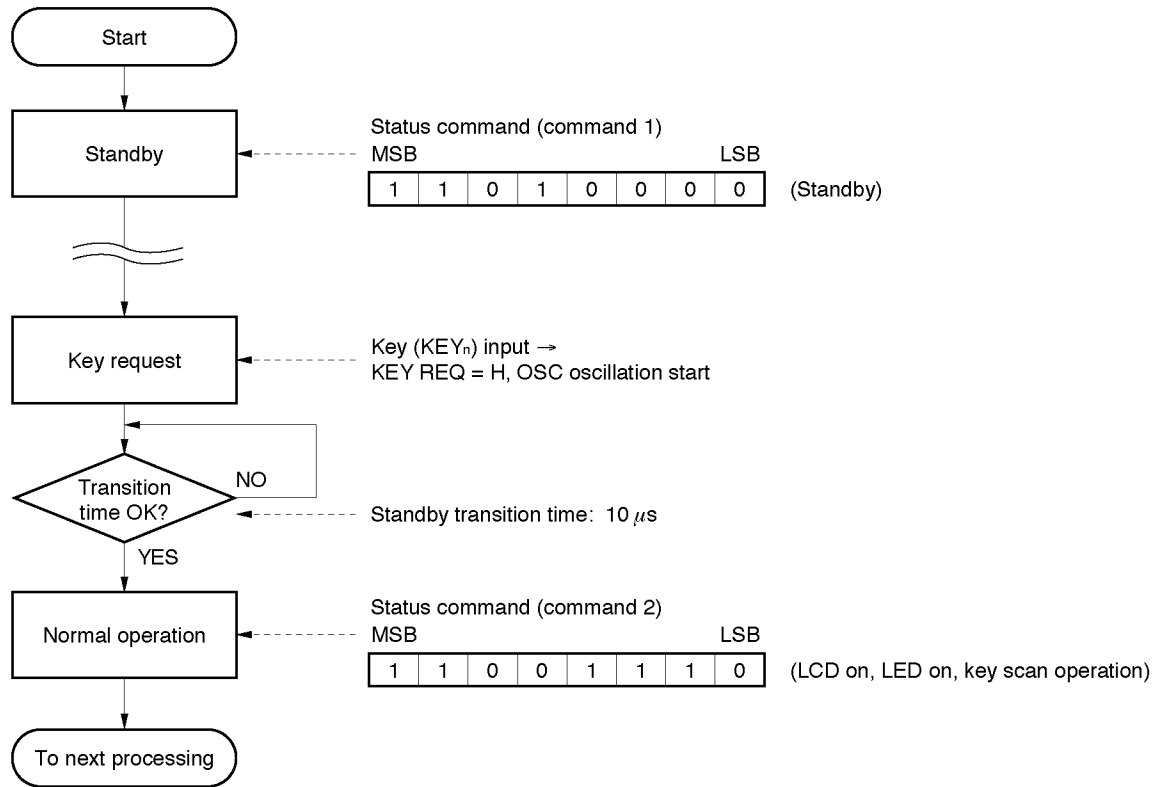 Start
Standby
Status command (command 1)
MSB LSB
1 1 0 1 0 0 0 0 (Standby)
Key request
Key (KEYₙ) input →
KEY REQ = H, OSC oscillation start
Transition
time OK?
NO
Standby transition time: 10 μs
YES
Normal operation
Status command (command 2)
MSB LSB
1 1 0 0 1 1 1 0 (LCD on, LED on, key scan operation)
To next processing